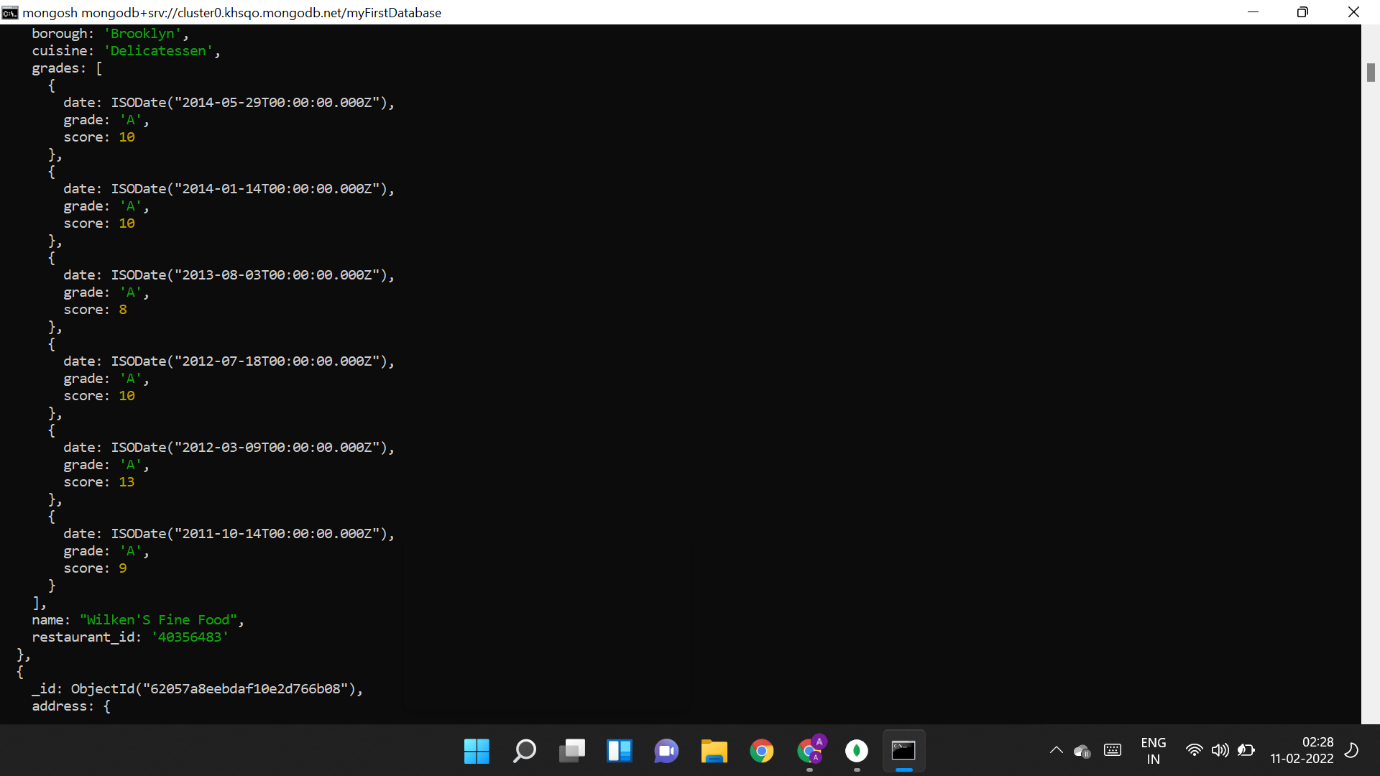 mongosh mongodb+srv://cluster0.khsqo.mongodb.net/myFirstDatabase
borough: 'Brooklyn',
cuisine: 'Delicatessen',
grades: [
{
date: ISODate("2014-05-29T00:00:00.000Z"),
grade: 'A',
score: 10
},
{
date: ISODate("2014-01-14T00:00:00.000Z"),
grade: 'A',
score: 10
},
{
date: ISODate("2013-08-03T00:00:00.000Z"),
grade: 'A',
score: 8
},
{
date: ISODate("2012-07-18T00:00:00.000Z"),
grade: 'A',
score: 10
},
{
date: ISODate("2012-03-09T00:00:00.000Z"),
grade: 'A',
score: 13
},
{
date: ISODate("2011-10-14T00:00:00.000Z"),
grade: 'A',
score: 9
}
],
name: "Wilken'S Fine Food",
restaurant_id: '40356483'
},
{
_id: ObjectId("62057a8eebdaf10e2d766b08"),
address: {
A
A
ENG
IN
02:28
11-02-2022